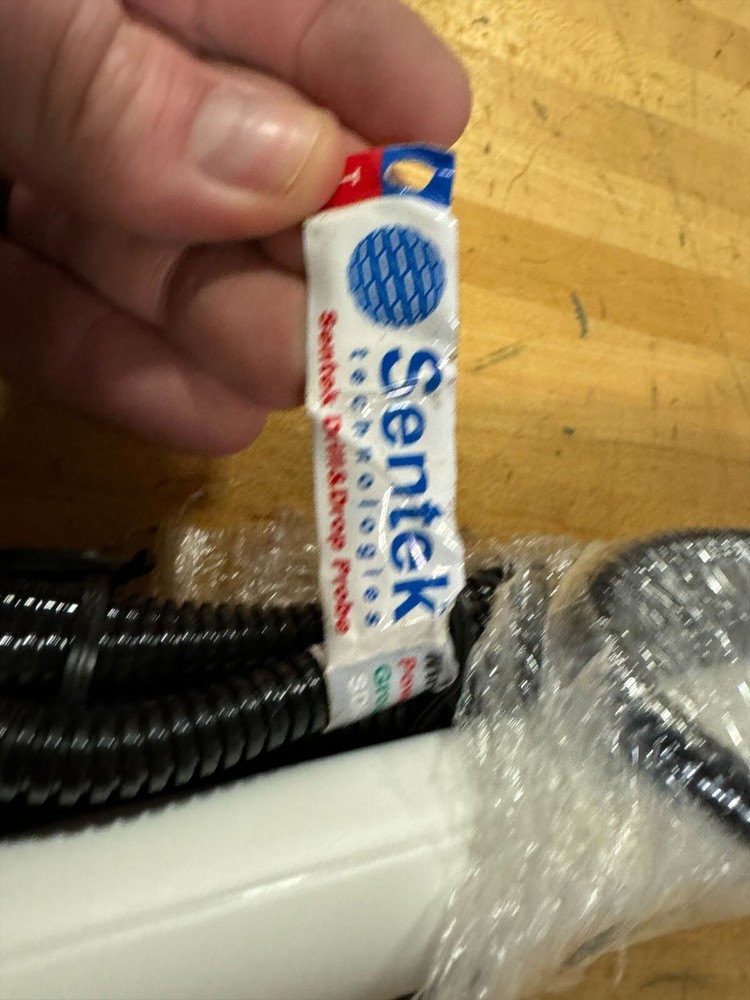 T
Sentek
technologies
Sentek Drill&Drop Probe